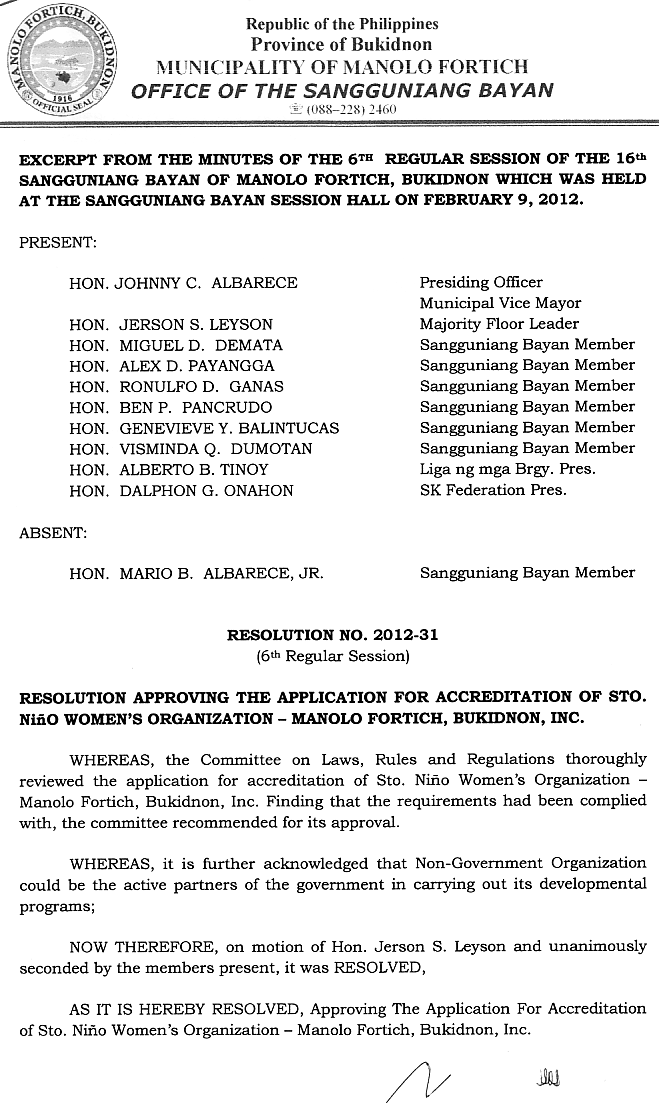 MANOLO FORTICH, BUKIDNON
1916
OFFICIAL SEAL
Republic of the Philippines
Province of Bukidnon
MUNICIPALITY OF MANOLO FORTICH
OFFICE OF THE SANGGUNIANG BAYAN
☏ (088–228) 2460
EXCERPT FROM THE MINUTES OF THE 6TH REGULAR SESSION OF THE 16th
SANGGUNIANG BAYAN OF MANOLO FORTICH, BUKIDNON WHICH WAS HELD
AT THE SANGGUNIANG BAYAN SESSION HALL ON FEBRUARY 9, 2012.
PRESENT:
HON. JOHNNY C. ALBARECE Presiding Officer
Municipal Vice Mayor
HON. JERSON S. LEYSON Majority Floor Leader
HON. MIGUEL D. DEMATA Sangguniang Bayan Member
HON. ALEX D. PAYANGGA Sangguniang Bayan Member
HON. RONULFO D. GANAS Sangguniang Bayan Member
HON. BEN P. PANCRUDO Sangguniang Bayan Member
HON. GENEVIEVE Y. BALINTUCAS Sangguniang Bayan Member
HON. VISMINDA Q. DUMOTAN Sangguniang Bayan Member
HON. ALBERTO B. TINOY Liga ng mga Brgy. Pres.
HON. DALPHON G. ONAHON SK Federation Pres.
ABSENT:
HON. MARIO B. ALBARECE, JR. Sangguniang Bayan Member
RESOLUTION NO. 2012-31
(6th Regular Session)
RESOLUTION APPROVING THE APPLICATION FOR ACCREDITATION OF STO.
NiñO WOMEN'S ORGANIZATION – MANOLO FORTICH, BUKIDNON, INC.
WHEREAS, the Committee on Laws, Rules and Regulations thoroughly
reviewed the application for accreditation of Sto. Niño Women's Organization –
Manolo Fortich, Bukidnon, Inc. Finding that the requirements had been complied
with, the committee recommended for its approval.
WHEREAS, it is further acknowledged that Non-Government Organization
could be the active partners of the government in carrying out its developmental
programs;
NOW THEREFORE, on motion of Hon. Jerson S. Leyson and unanimously
seconded by the members present, it was RESOLVED,
AS IT IS HEREBY RESOLVED, Approving The Application For Accreditation
of Sto. Niño Women's Organization – Manolo Fortich, Bukidnon, Inc.